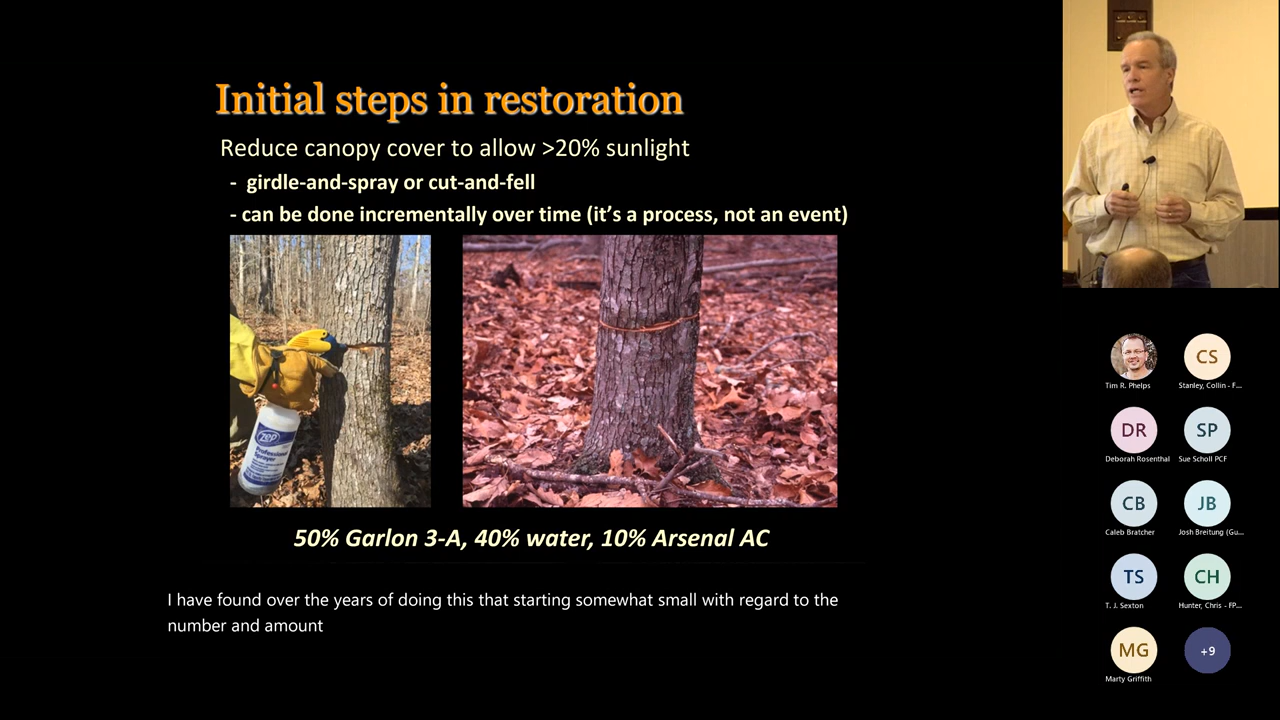 Initial steps in restoration
Reduce canopy cover to allow >20% sunlight
- girdle-and-spray or cut-and-fell
- can be done incrementally over time (it's a process, not an event)
zep
Professional
Sprayer
50% Garlon 3-A, 40% water, 10% Arsenal AC
I have found over the years of doing this that starting somewhat small with regard to the
number and amount
Tim R. Phelps
CS
Stanley, Collin - F...
DR
Deborah Rosenthal
SP
Sue Scholl PCF
CB
Caleb Bratcher
JB
Josh Breitung (Gu...
TS
T. J. Sexton
CH
Hunter, Chris - FP...
MG
Marty Griffith
+9